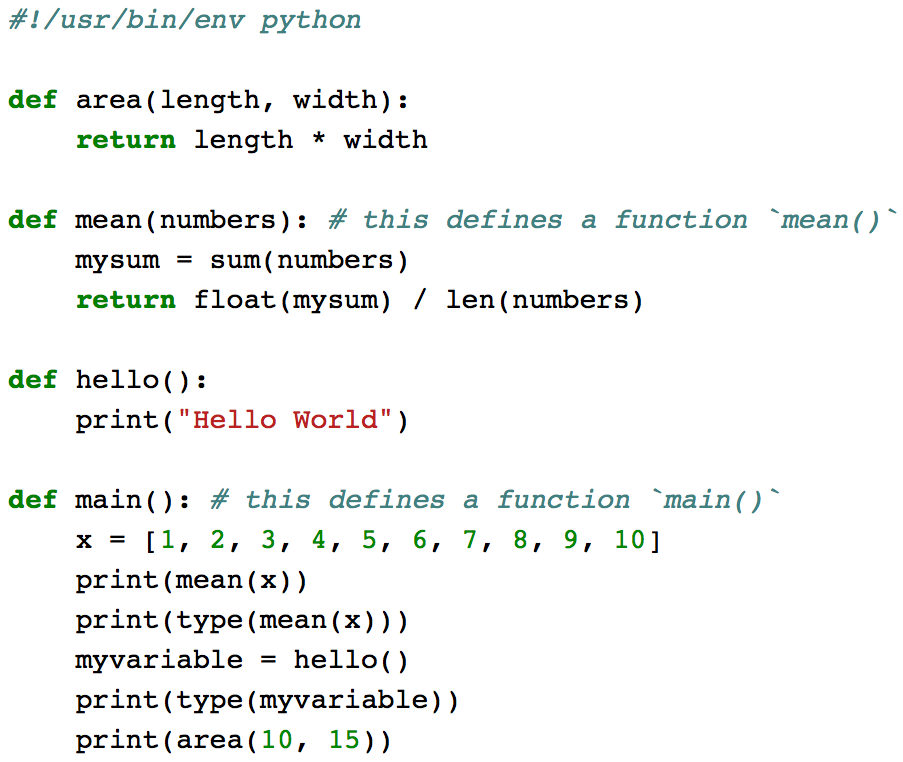 #!/usr/bin/env python

def area(length, width):
    return length * width

def mean(numbers): # this defines a function `mean()`
    mysum = sum(numbers)
    return float(mysum) / len(numbers)

def hello():
    print("Hello World")

def main(): # this defines a function `main()`
    x = [1, 2, 3, 4, 5, 6, 7, 8, 9, 10]
    print(mean(x))
    print(type(mean(x)))
    myvariable = hello()
    print(type(myvariable))
    print(area(10, 15))